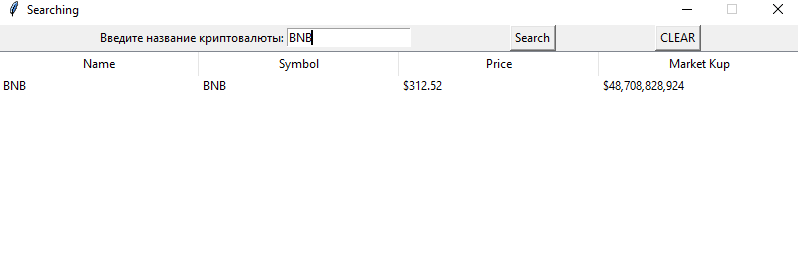 Searching
Введите название криптовалюты: BNB Search CLEAR
Name Symbol Price Market Kup
BNB BNB $312.52 $48,708,828,924